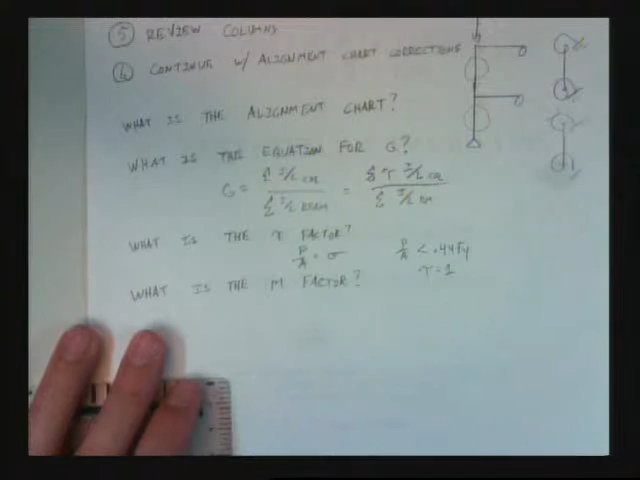 5 REVIEW COLUMNS
6 CONTINUE W/ ALIGNMENT CHART CORRECTIONS
WHAT IS THE ALIGNMENT CHART?
WHAT IS THE EQUATION FOR G?
G = Σ I/L COL / Σ I/L BEAM = Σ τ I/L COL / Σ I/L BM
WHAT IS THE τ FACTOR?
P/A = σ P/A < .44Fy
τ = 1
WHAT IS THE M FACTOR?